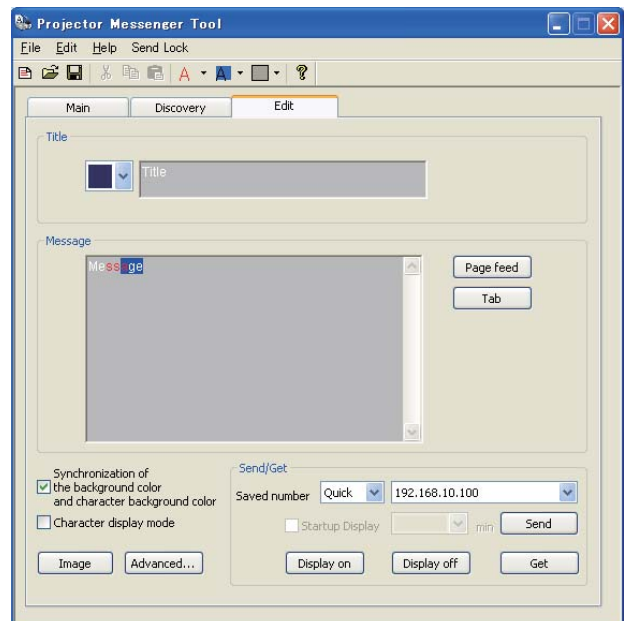 Projector Messenger Tool
File Edit Help Send Lock
A A ?
Main Discovery Edit
Title
Title
Message
Message
Page feed
Tab
Synchronization of
the background color
and character background color
Character display mode
Image Advanced...
Send/Get
Saved number Quick 192.168.10.100
Startup Display min Send
Display on Display off Get